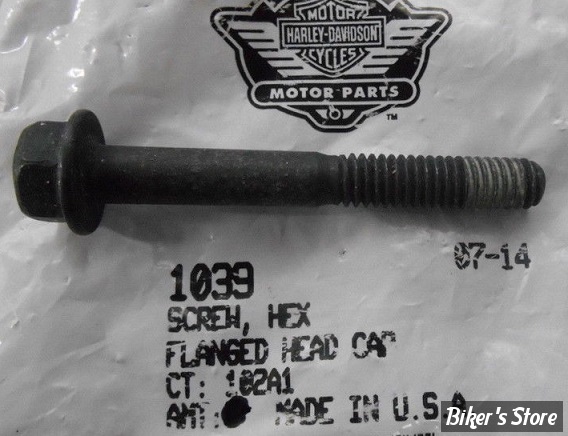 MOTOR
HARLEY-DAVIDSON
CYCLES
MOTOR PARTS
TM
07-14
1039
SCREW, HEX
FLANGED HEAD CAP
CT: 102A1
MADE IN U.S.A.
Biker's Store